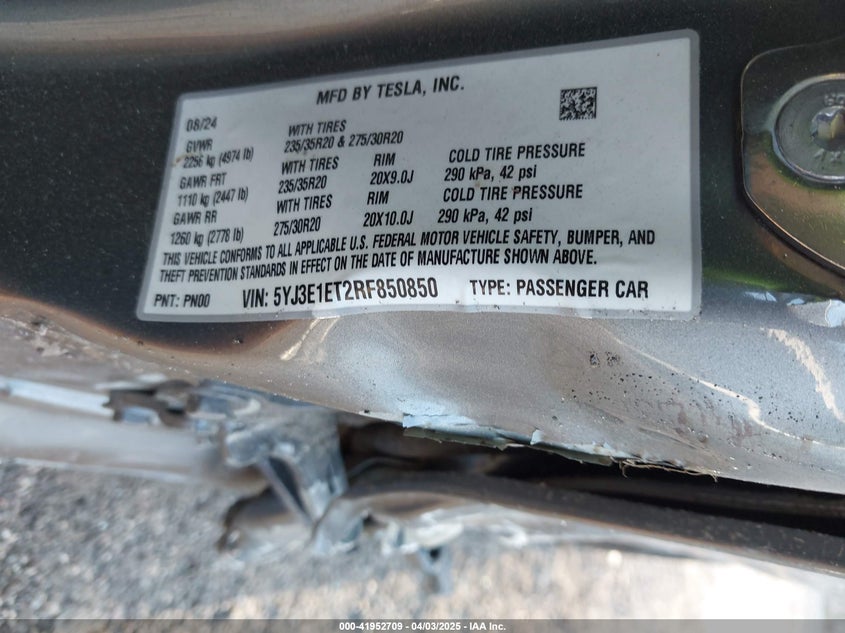 MFD BY TESLA, INC.
08/24
GVWR WITH TIRES
2256 kg (4974 lb) 235/35R20 & 275/30R20
GAWR FRT WITH TIRES RIM COLD TIRE PRESSURE
1110 kg (2447 lb) 235/35R20 20X9.0J 290 kPa, 42 psi
GAWR RR WITH TIRES RIM COLD TIRE PRESSURE
1260 kg (2778 lb) 275/30R20 20X10.0J 290 kPa, 42 psi
THIS VEHICLE CONFORMS TO ALL APPLICABLE U.S. FEDERAL MOTOR VEHICLE SAFETY, BUMPER, AND
THEFT PREVENTION STANDARDS IN EFFECT ON THE DATE OF MANUFACTURE SHOWN ABOVE.
PNT: PN00 VIN: 5YJ3E1ET2RF850850 TYPE: PASSENGER CAR
000-41952709 - 04/03/2025 - IAA Inc.